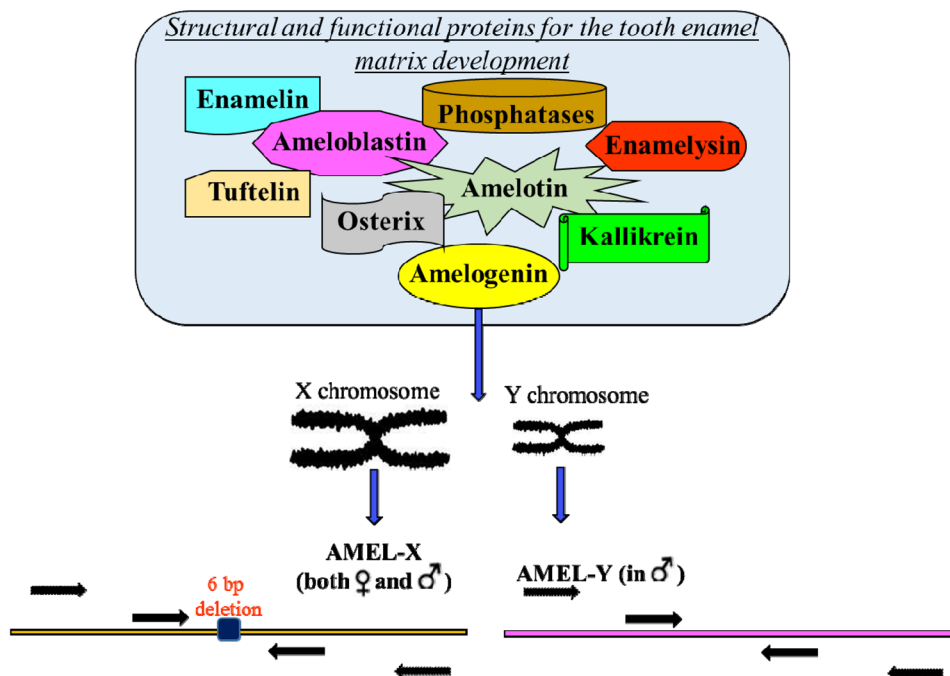 Structural and functional proteins for the tooth enamel
matrix development
Enamelin
Phosphatases
Ameloblastin
Enamelysin
Tuftelin
Amelotin
Osterix
Kallikrein
Amelogenin
X chromosome
Y chromosome
AMEL-X
(both ♀ and ♂)
AMEL-Y (in ♂)
6 bp
deletion